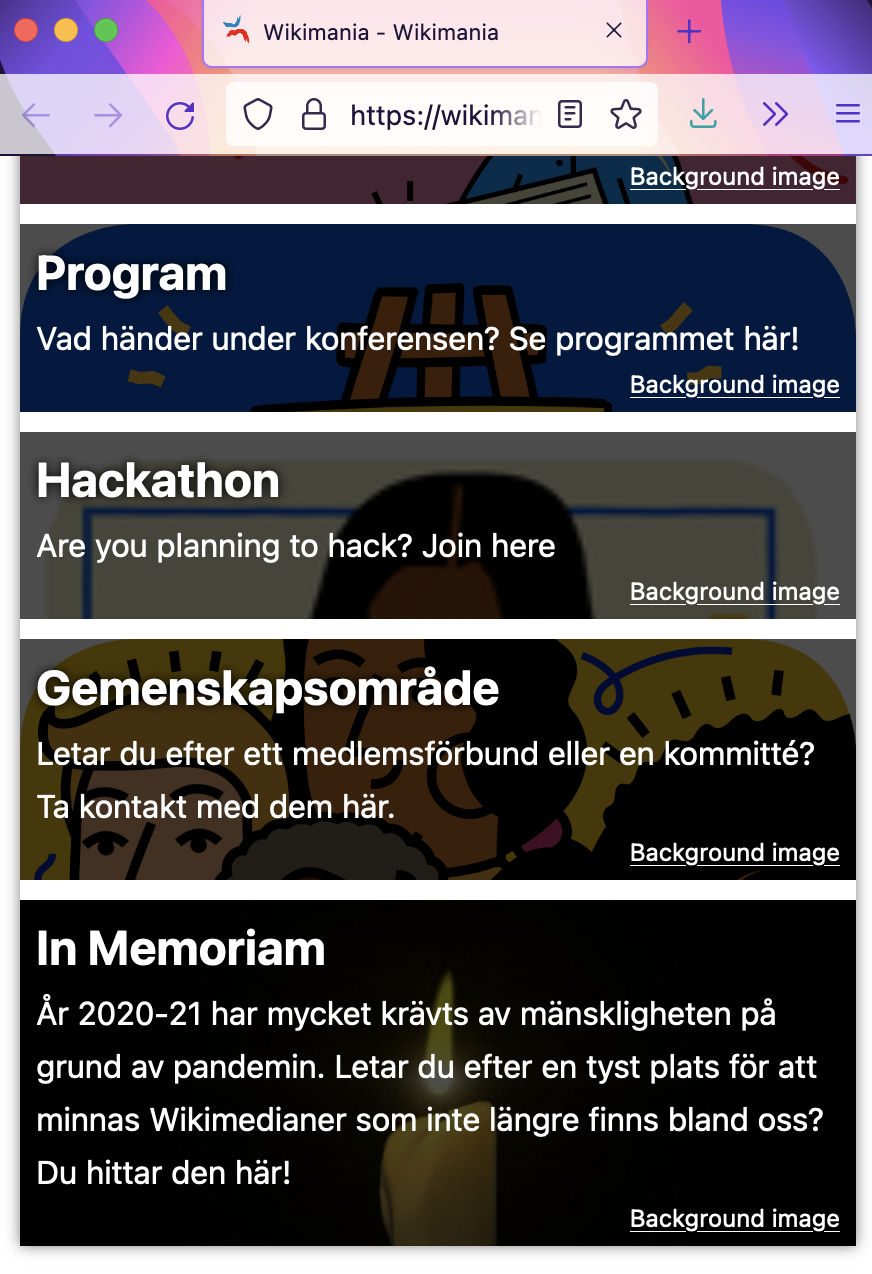 Wikimania - Wikimania
https://wikiman
Background image
Program
Vad händer under konferensen? Se programmet här!
Background image
Hackathon
Are you planning to hack? Join here
Background image
Gemenskapsområde
Letar du efter ett medlemsförbund eller en kommitté?
Ta kontakt med dem här.
Background image
In Memoriam
År 2020-21 har mycket krävts av mänskligheten på
grund av pandemin. Letar du efter en tyst plats för att
minnas Wikimedianer som inte längre finns bland oss?
Du hittar den här!
Background image